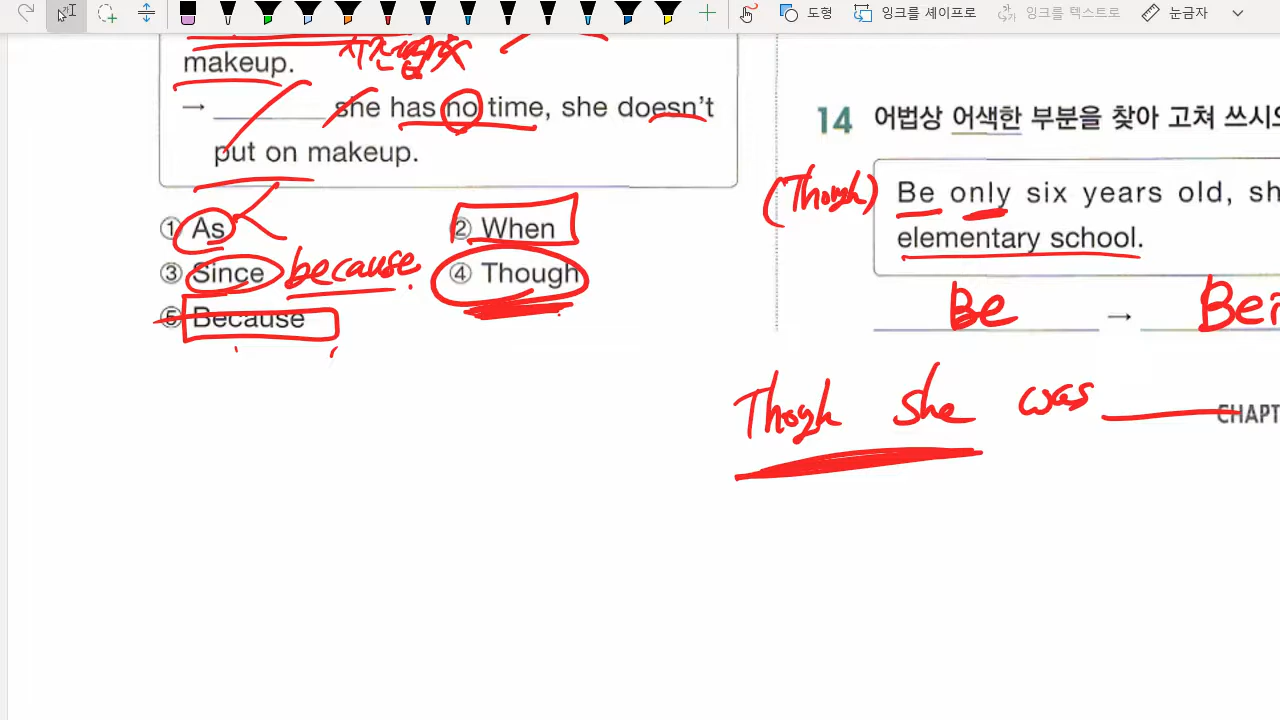 도형 잉크를 셰이프로 잉크를 텍스트로 눈금자
makeup.
→ she has no time, she doesn't
put on makeup.
① As ② When
③ Since because. ④ Though
⑤ Because
14 어법상 어색한 부분을 찾아 고쳐 쓰시오
(Though) Be only six years old, sh
elementary school.
Be → Bei
Thogh she was
CHAPT